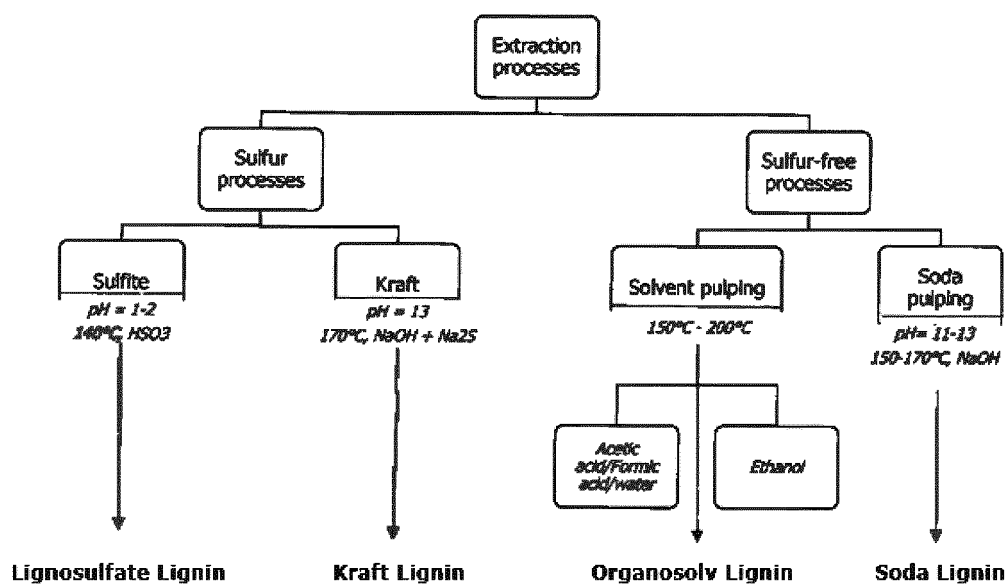 Extraction
processes
Sulfur
processes
Sulfur-free
processes
Sulfite
pH = 1-2
140°C, HSO3
Kraft
pH = 13
170°C, NaOH + Na2S
Solvent pulping
150°C - 200°C
Soda
pulping
pH= 11-13
150-170°C, NaOH
Acetic
acid/Formic
acid/water
Ethanol
Lignosulfate Lignin
Kraft Lignin
Organosolv Lignin
Soda Lignin